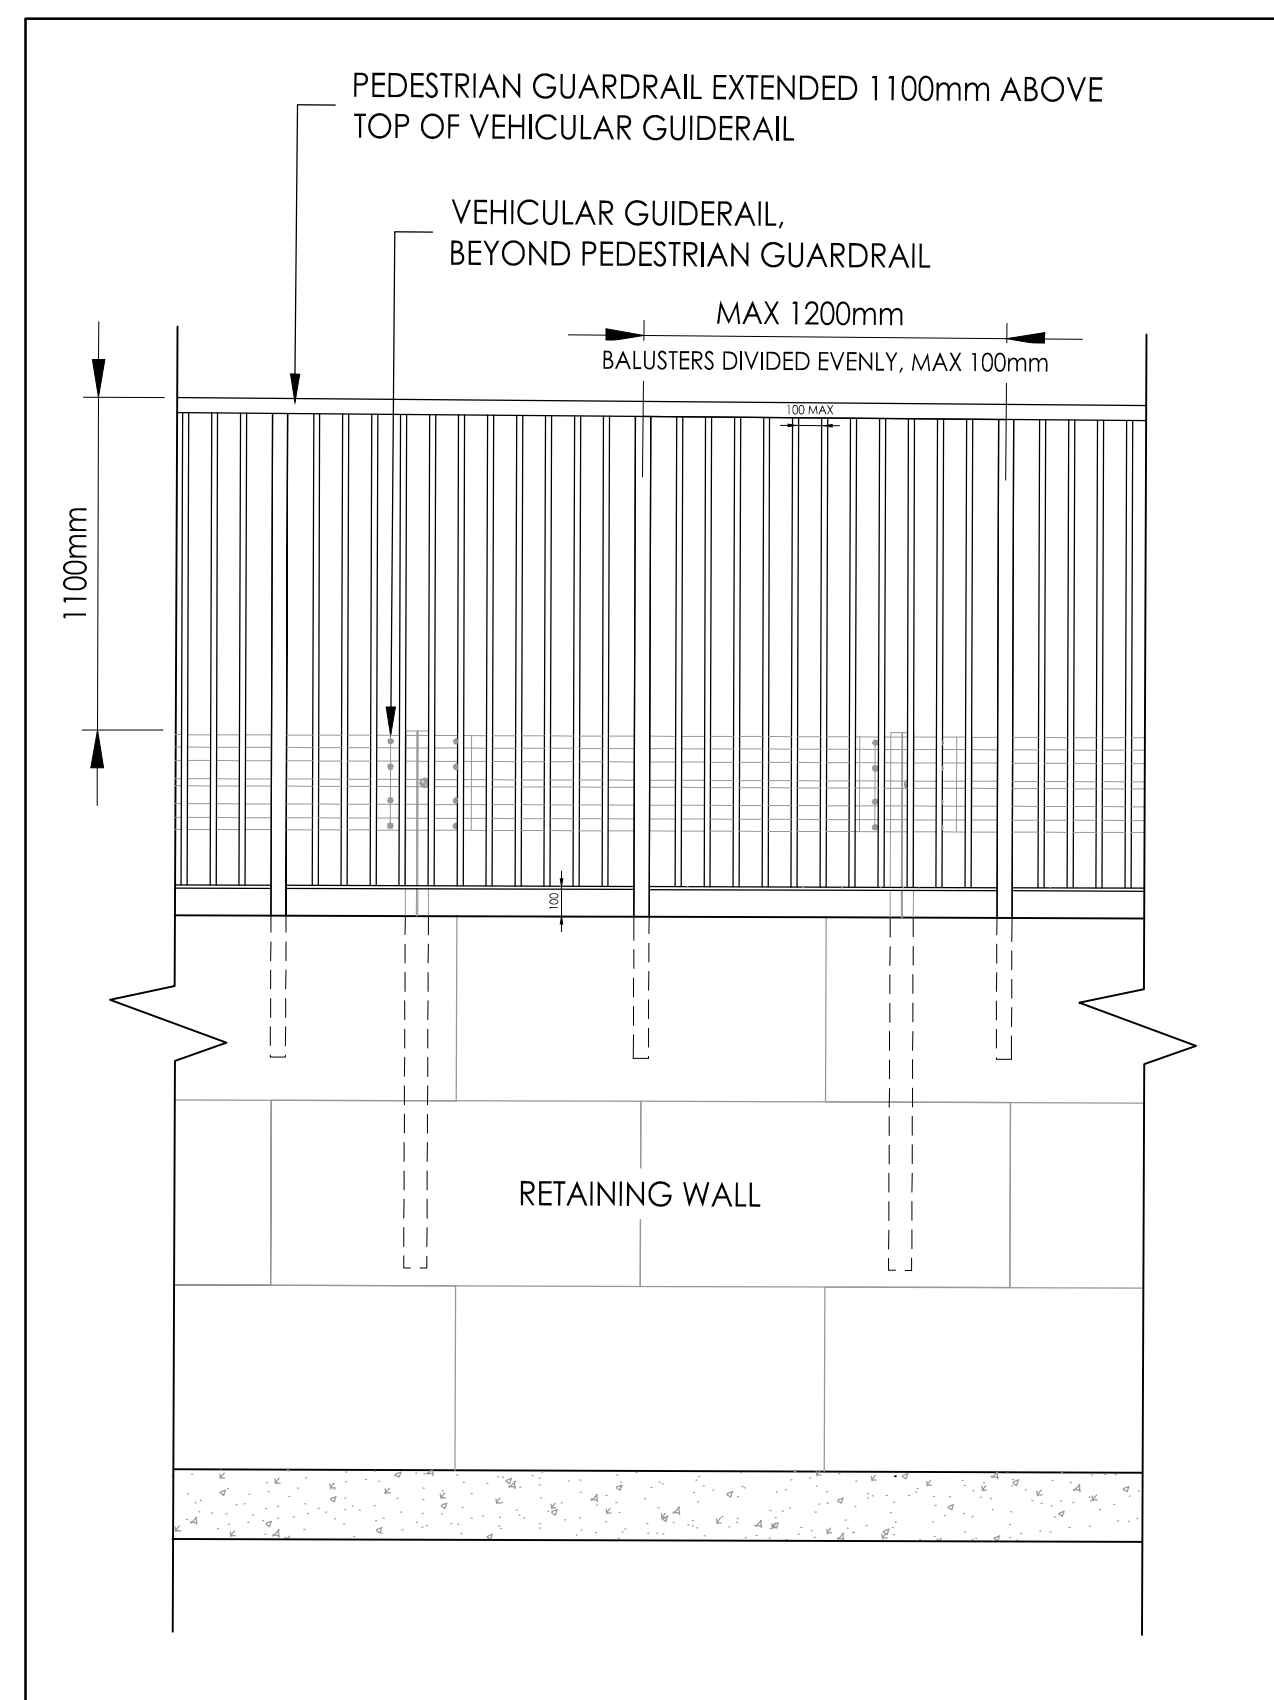 PEDESTRIAN GUARDRAIL EXTENDED 1100mm ABOVE
TOP OF VEHICULAR GUIDERAIL
VEHICULAR GUIDERAIL,
BEYOND PEDESTRIAN GUARDRAIL
MAX 1200mm
BALUSTERS DIVIDED EVENLY, MAX 100mm
100 MAX
1100mm
100
RETAINING WALL